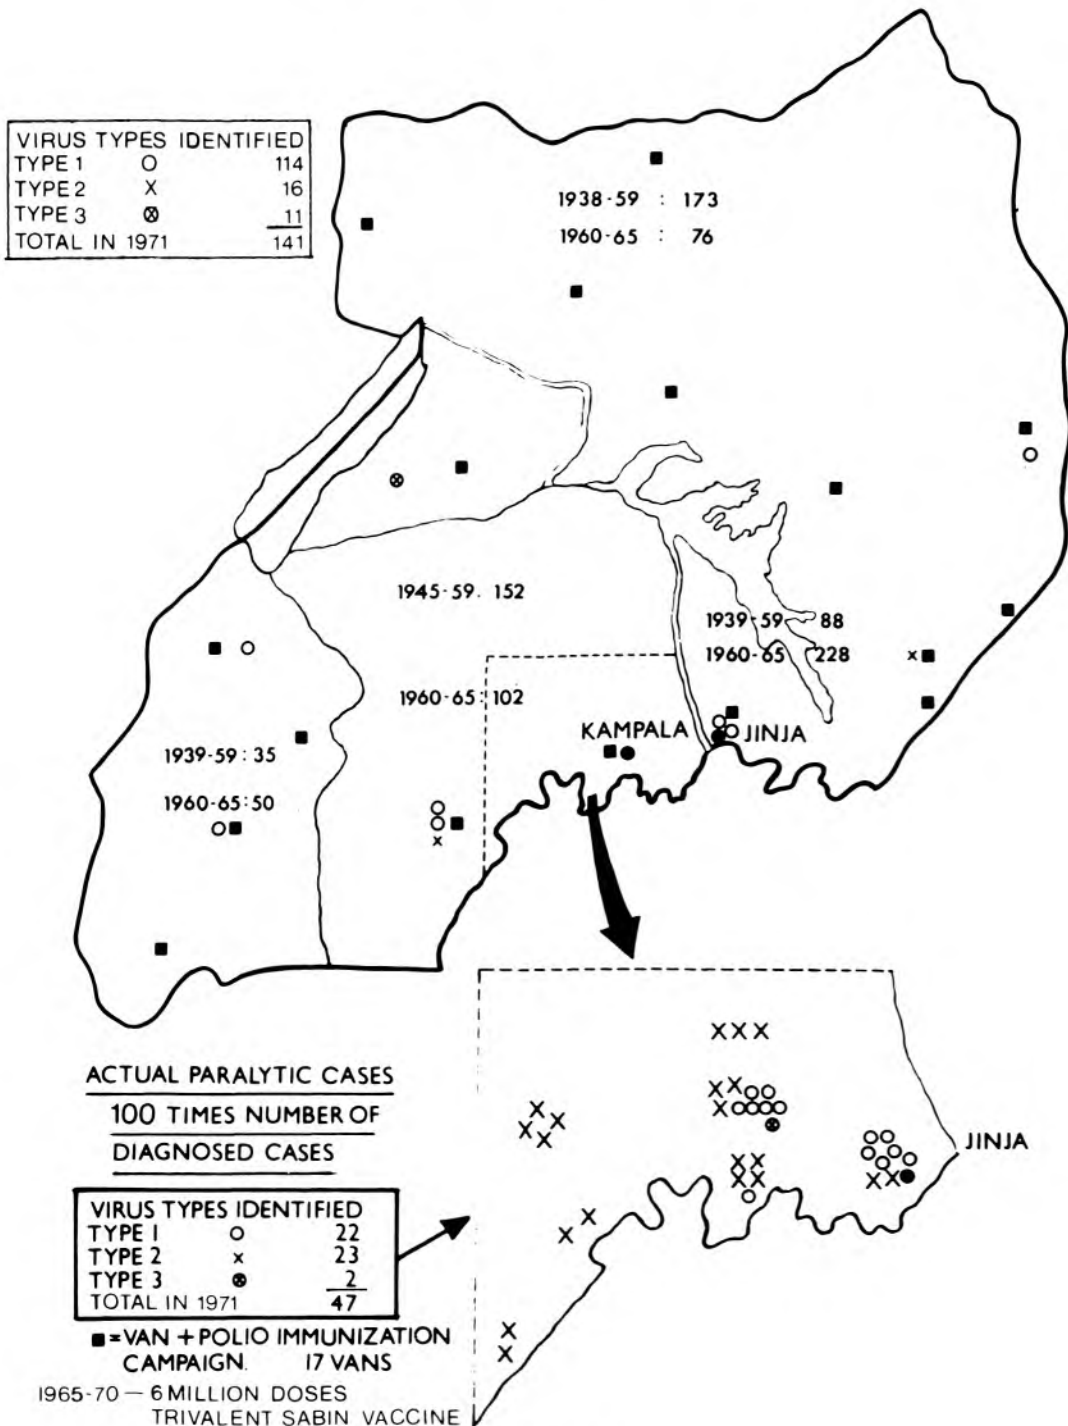 VIRUS TYPES IDENTIFIED
TYPE 1 O 114
TYPE 2 X 16
TYPE 3 ⊗ 11
TOTAL IN 1971 141
1938-59 : 173
1960-65 : 76
1945-59. 152
1960-65: 102
1939-59 88
1960-65 228
KAMPALA
JINJA
1939-59: 35
1960-65: 50
ACTUAL PARALYTIC CASES
100 TIMES NUMBER OF
DIAGNOSED CASES
JINJA
VIRUS TYPES IDENTIFIED
TYPE 1 O 22
TYPE 2 x 23
TYPE 3 ⊗ 2
TOTAL IN 1971 47
■ = VAN + POLIO IMMUNIZATION
CAMPAIGN. 17 VANS
1965-70 — 6 MILLION DOSES
TRIVALENT SABIN VACCINE